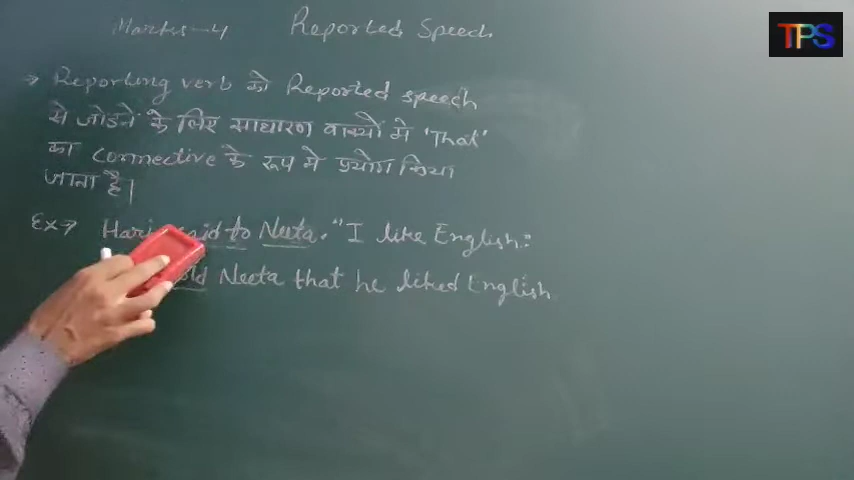 Marks-4 Reported Speech
TPS
→ Reporting verb को Reported speech
से जोडने के लिए साधारण वाक्यो मे 'That'
का Connective के रूप मे प्रयोग किया
जाता है।
Ex→ Hari said to Neeta. "I like English."
Neeta that he liked English